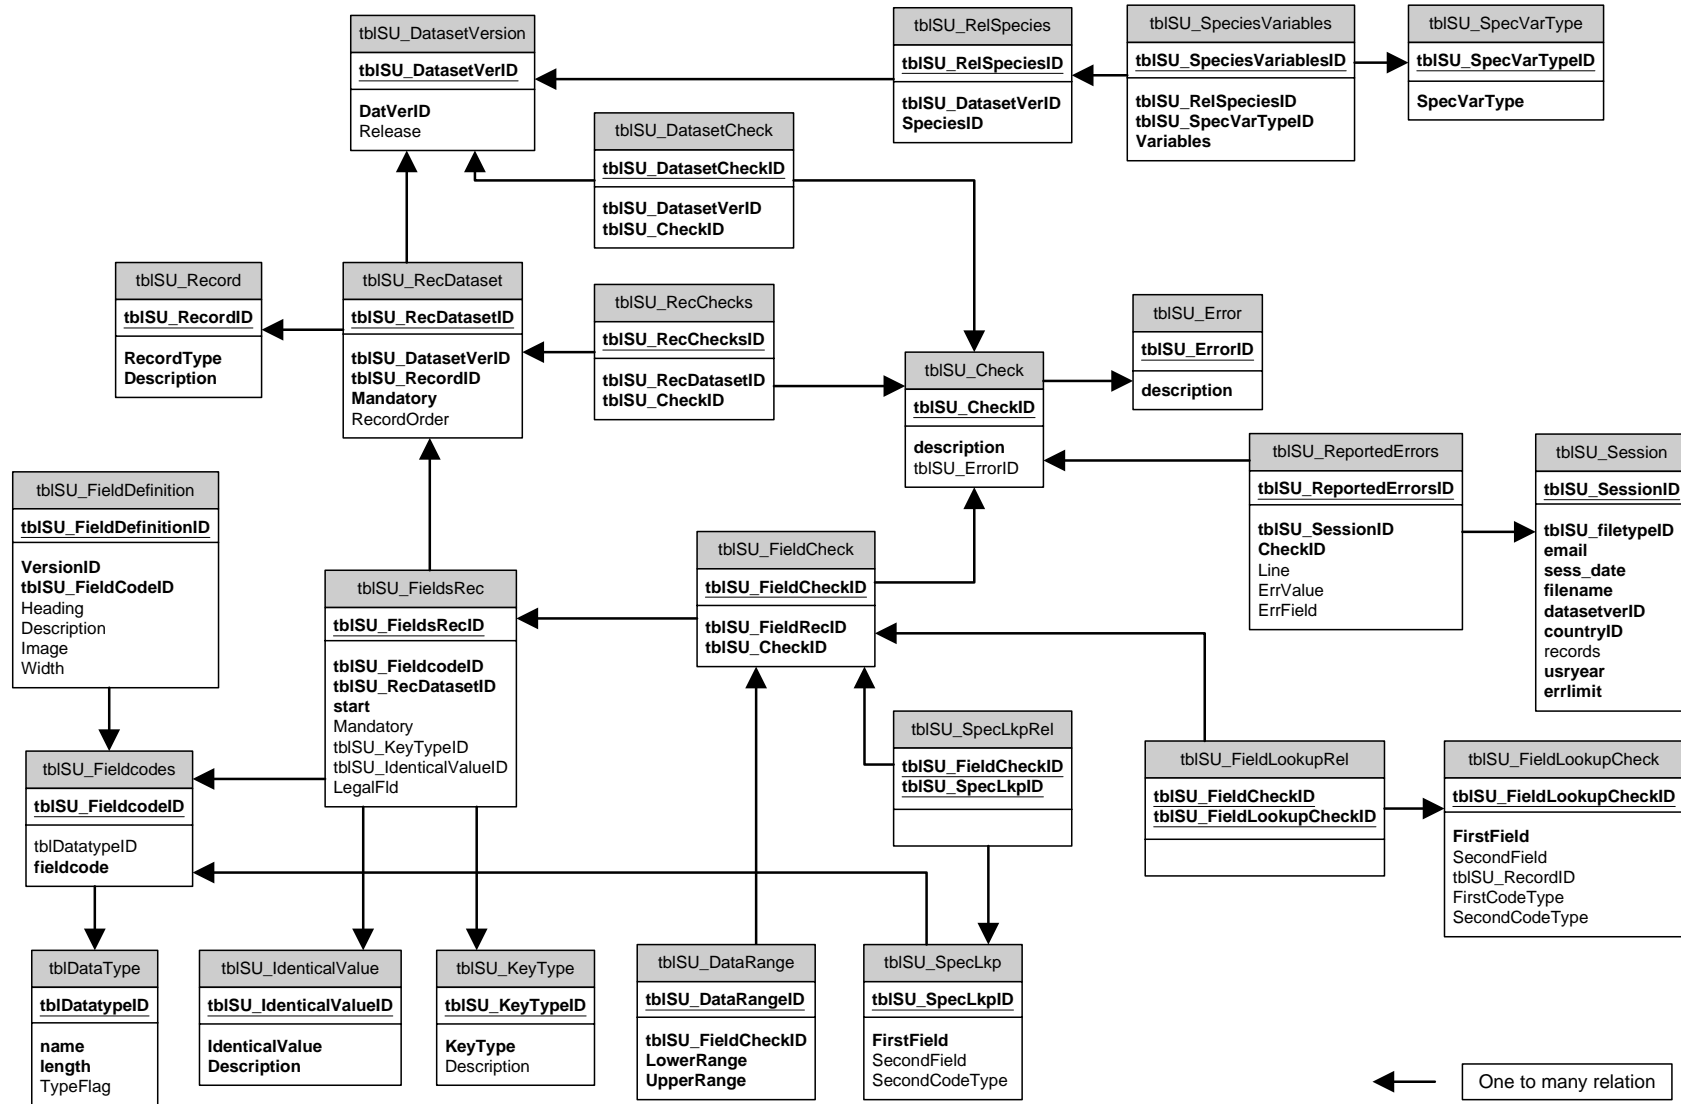 tblSU_DatasetVersion
tblSU_DatasetVerID
DatVerID
Release
tblSU_RelSpecies
tblSU_RelSpeciesID
tblSU_DatasetVerID
SpeciesID
tblSU_SpeciesVariables
tblSU_SpeciesVariablesID
tblSU_RelSpeciesID
tblSU_SpecVarTypeID
Variables
tblSU_SpecVarType
tblSU_SpecVarTypeID
SpecVarType
tblSU_DatasetCheck
tblSU_DatasetCheckID
tblSU_DatasetVerID
tblSU_CheckID
tblSU_Record
tblSU_RecordID
RecordType
Description
tblSU_RecDataset
tblSU_RecDatasetID
tblSU_DatasetVerID
tblSU_RecordID
Mandatory
RecordOrder
tblSU_RecChecks
tblSU_RecChecksID
tblSU_RecDatasetID
tblSU_CheckID
tblSU_Check
tblSU_CheckID
description
tblSU_ErrorID
tblSU_Error
tblSU_ErrorID
description
tblSU_ReportedErrors
tblSU_ReportedErrorsID
tblSU_SessionID
CheckID
Line
ErrValue
ErrField
tblSU_Session
tblSU_SessionID
tblSU_filetypeID
email
sess_date
filename
datasetverID
countryID
records
usryear
errlimit
tblSU_FieldDefinition
tblSU_FieldDefinitionID
VersionID
tblSU_FieldCodeID
Heading
Description
Image
Width
tblSU_FieldsRec
tblSU_FieldsRecID
tblSU_FieldcodeID
tblSU_RecDatasetID
start
Mandatory
tblSU_KeyTypeID
tblSU_IdenticalValueID
LegalFld
tblSU_FieldCheck
tblSU_FieldCheckID
tblSU_FieldRecID
tblSU_CheckID
tblSU_SpecLkpRel
tblSU_FieldCheckID
tblSU_SpecLkpID
tblSU_FieldLookupRel
tblSU_FieldCheckID
tblSU_FieldLookupCheckID
tblSU_FieldLookupCheck
tblSU_FieldLookupCheckID
FirstField
SecondField
tblSU_RecordID
FirstCodeType
SecondCodeType
tblSU_Fieldcodes
tblSU_FieldcodeID
tblDatatypeID
fieldcode
tblDataType
tblDatatypeID
name
length
TypeFlag
tblSU_IdenticalValue
tblSU_IdenticalValueID
IdenticalValue
Description
tblSU_KeyType
tblSU_KeyTypeID
KeyType
Description
tblSU_DataRange
tblSU_DataRangeID
tblSU_FieldCheckID
LowerRange
UpperRange
tblSU_SpecLkp
tblSU_SpecLkpID
FirstField
SecondField
SecondCodeType
One to many relation